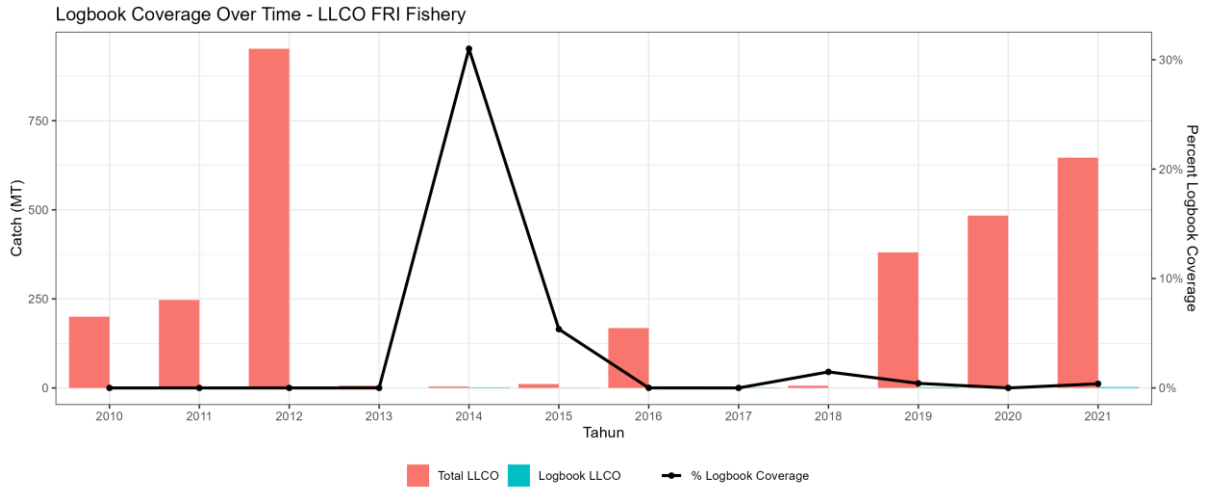 Logbook Coverage Over Time - LLCO FRI Fishery
Catch (MT)
750
500
250
0
30%
20%
10%
0%
Percent Logbook Coverage
2010 2011 2012 2013 2014 2015 2016 2017 2018 2019 2020 2021
Tahun
Total LLCO Logbook LLCO % Logbook Coverage